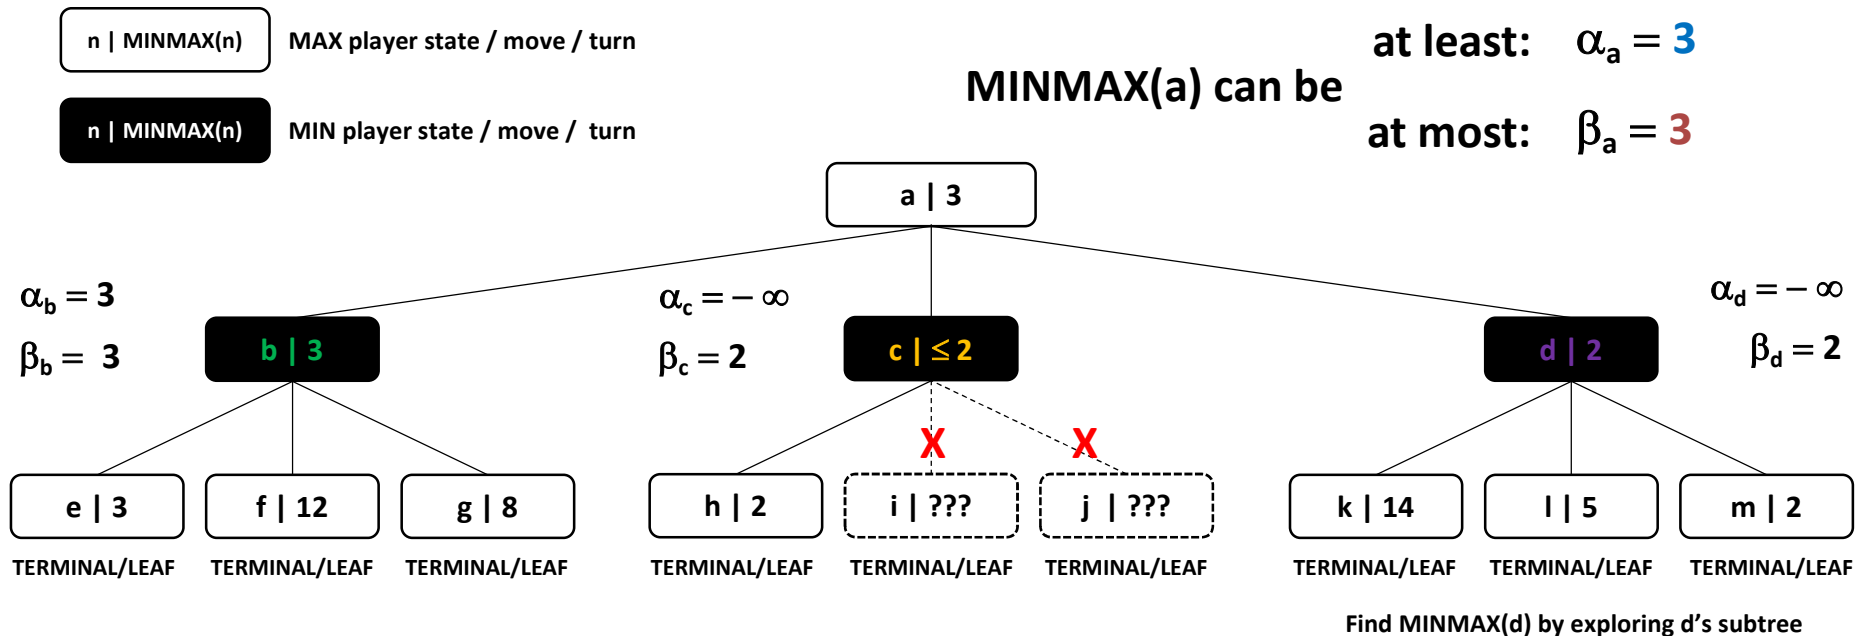 n | MINMAX(n) MAX player state / move / turn
at least: αa = 3
MINMAX(a) can be
n | MINMAX(n) MIN player state / move / turn
at most: βa = 3
a | 3
αb = 3
αc = – ∞
αd = – ∞
βb = 3
b | 3
βc = 2
c | ≤ 2
d | 2
βd = 2
X X
e | 3 f | 12 g | 8 h | 2 i | ??? j | ??? k | 14 l | 5 m | 2
TERMINAL/LEAF TERMINAL/LEAF TERMINAL/LEAF TERMINAL/LEAF TERMINAL/LEAF TERMINAL/LEAF TERMINAL/LEAF TERMINAL/LEAF TERMINAL/LEAF
Find MINMAX(d) by exploring d’s subtree